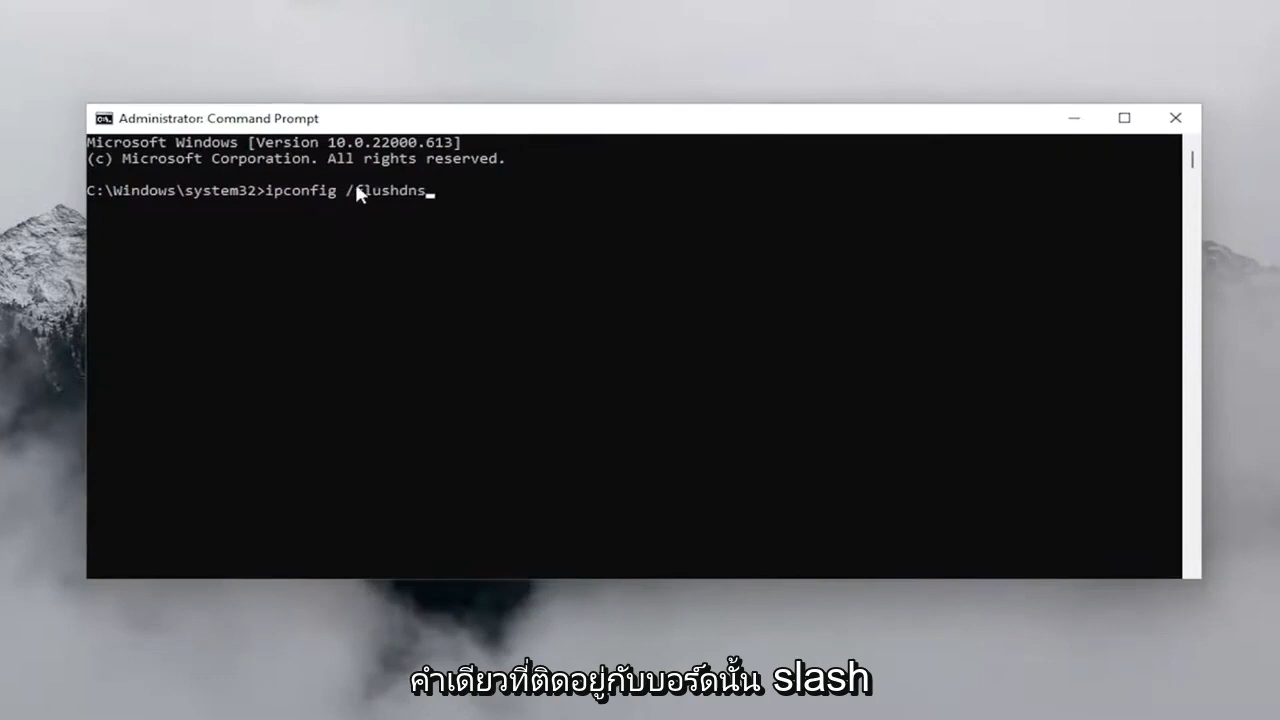 Administrator: Command Prompt
Microsoft Windows [Version 10.0.22000.613]
(c) Microsoft Corporation. All rights reserved.
C:\Windows\system32>ipconfig /flushdns
คำเดียวที่ติดอยู่กับบอร์ดนั้น slash